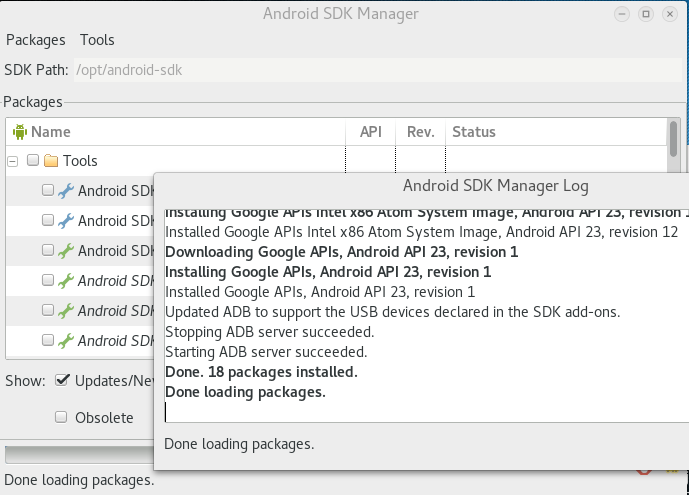 Android SDK Manager
Packages Tools
SDK Path: /opt/android-sdk
Packages
Name API Rev. Status
Tools
Android SDK
Android SDK
Android SDK
Android SDK
Android SDK
Android SDK
Show: Updates/New
Obsolete
Done loading packages.
Android SDK Manager Log
Installing Google APIs Intel x86 Atom System Image, Android API 23, revision 1
Installed Google APIs Intel x86 Atom System Image, Android API 23, revision 12
Downloading Google APIs, Android API 23, revision 1
Installing Google APIs, Android API 23, revision 1
Installed Google APIs, Android API 23, revision 1
Updated ADB to support the USB devices declared in the SDK add-ons.
Stopping ADB server succeeded.
Starting ADB server succeeded.
Done. 18 packages installed.
Done loading packages.
Done loading packages.